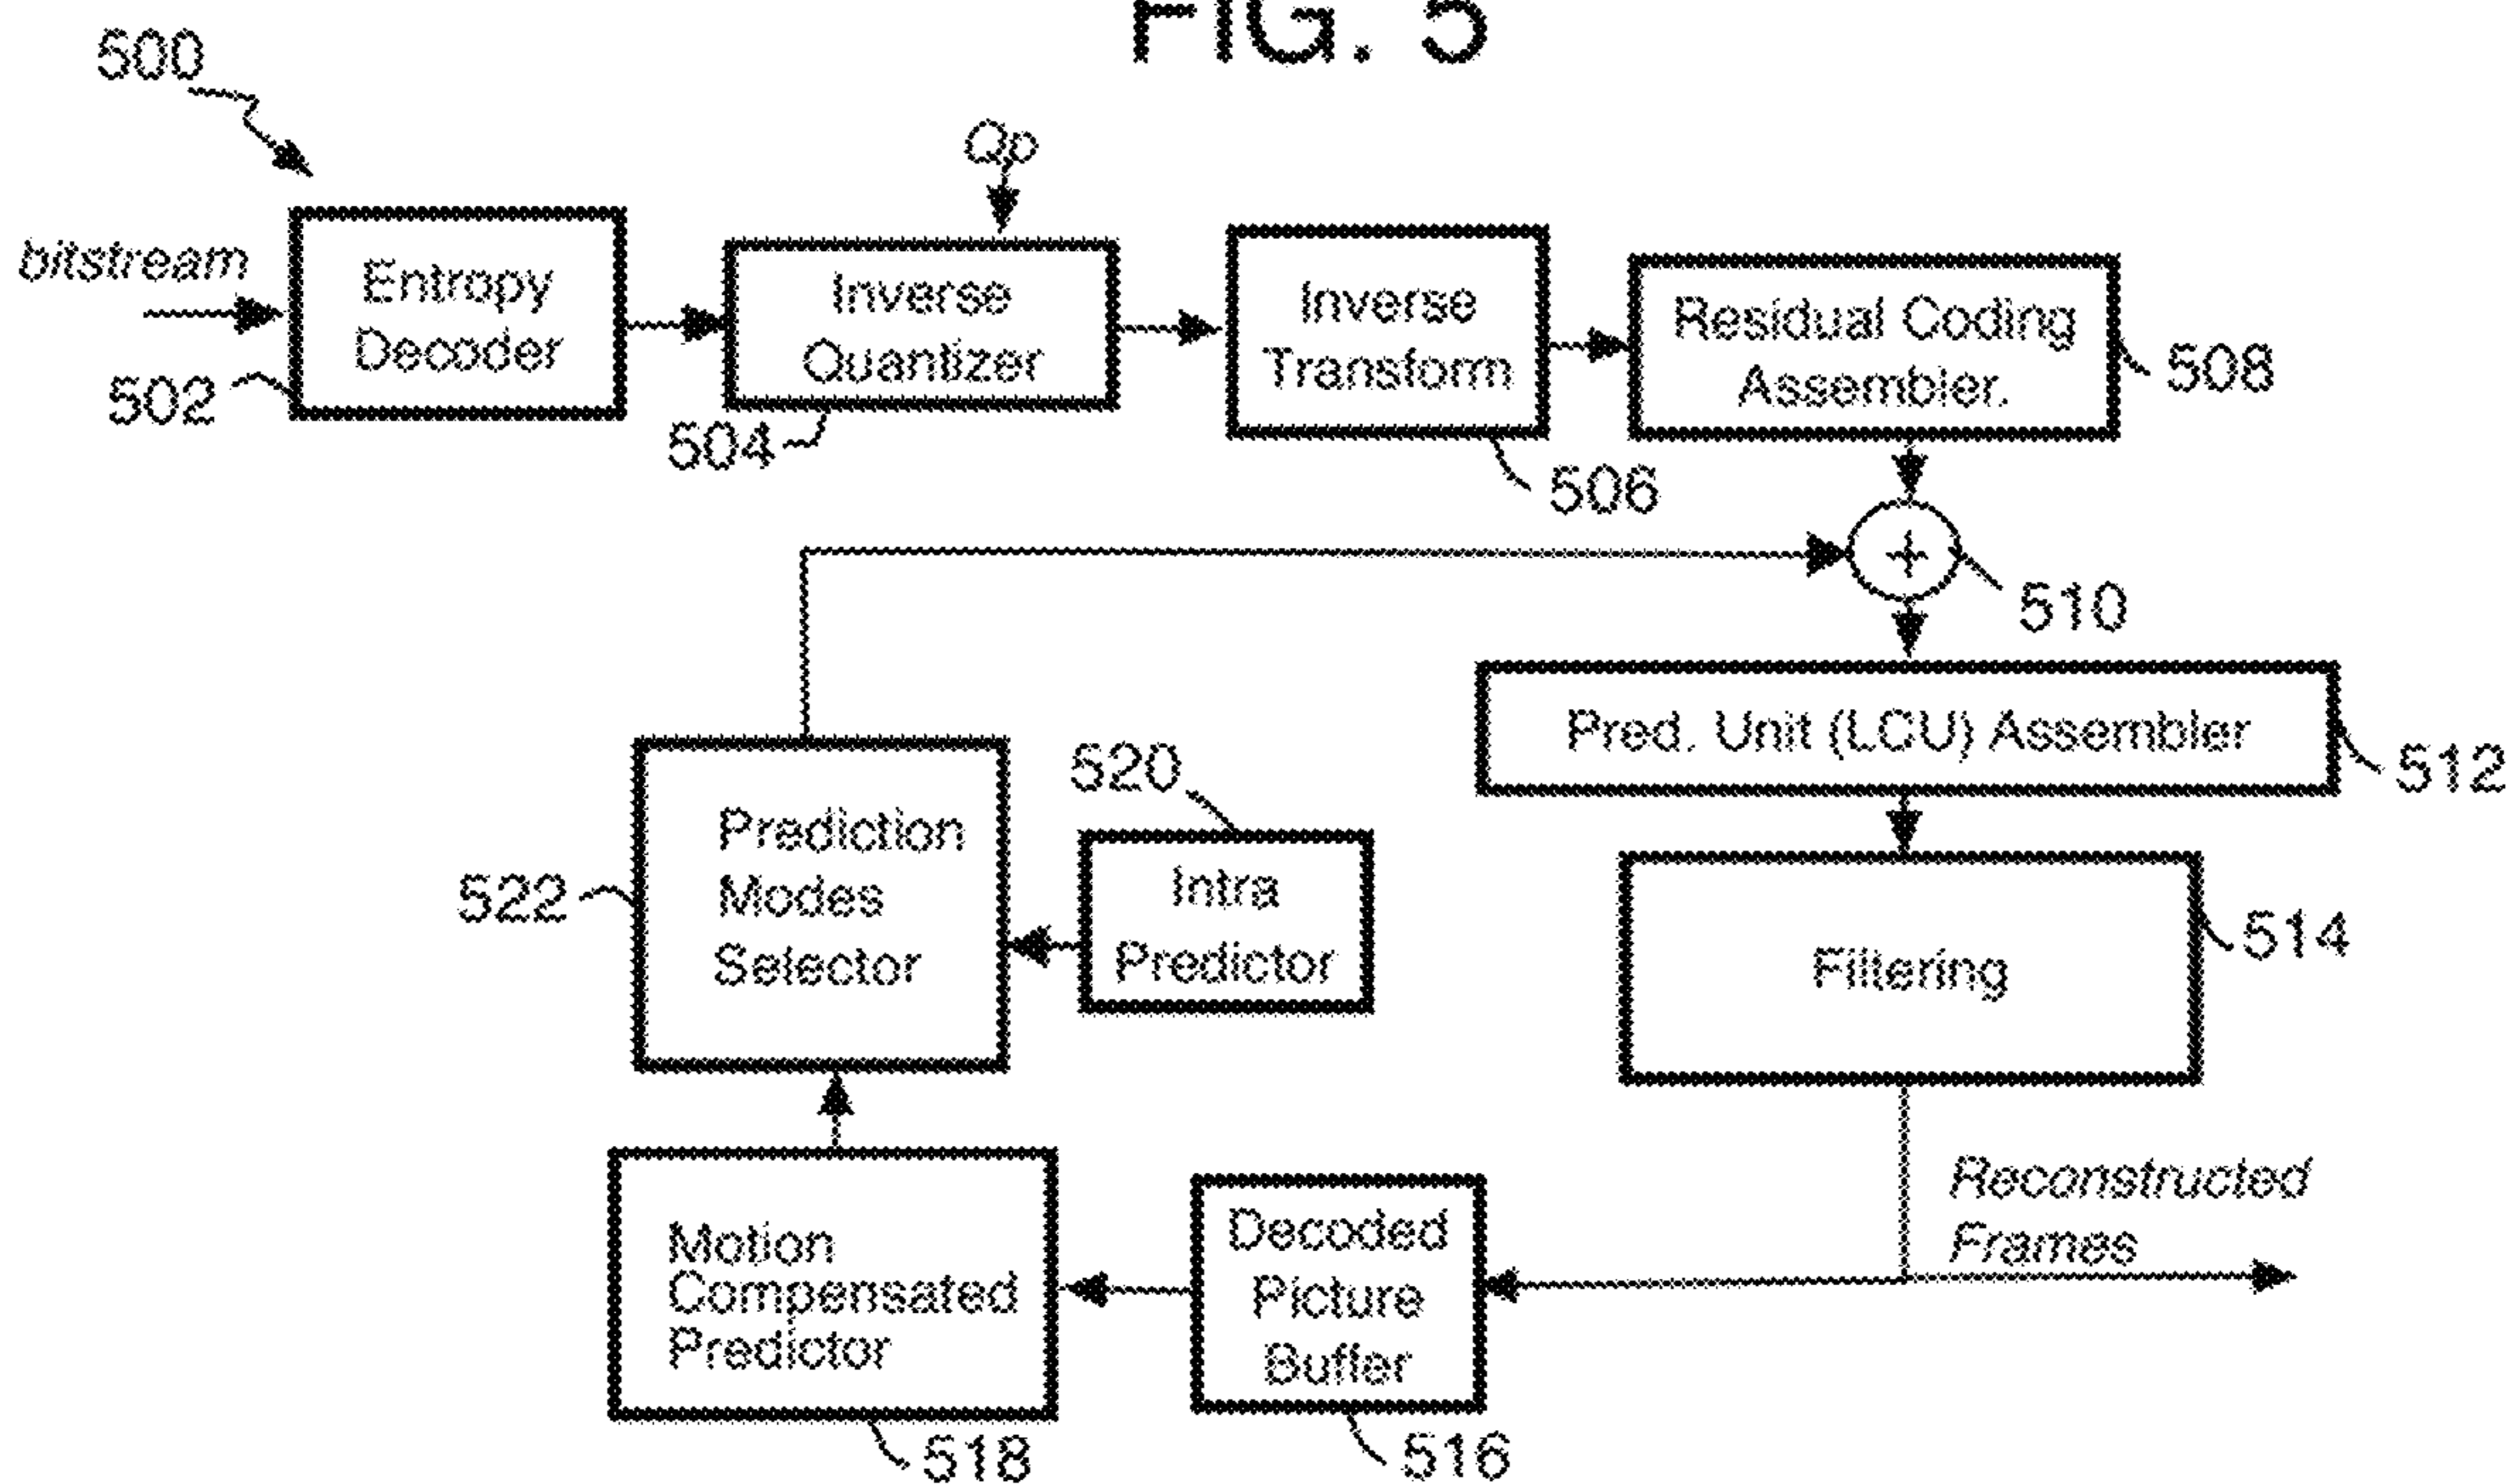 FIG. 5
500
Qp
bitstream
Entropy
Decoder
502
Inverse
Quantizer
504
Inverse
Transform
506
Residual Coding
Assembler.
508
+
510
Pred. Unit (LCU) Assembler
512
Prediction
Modes
Selector
522
520
Intra
Predictor
Filtering
514
Reconstructed
Frames
Motion
Compensated
Predictor
518
Decoded
Picture
Buffer
516